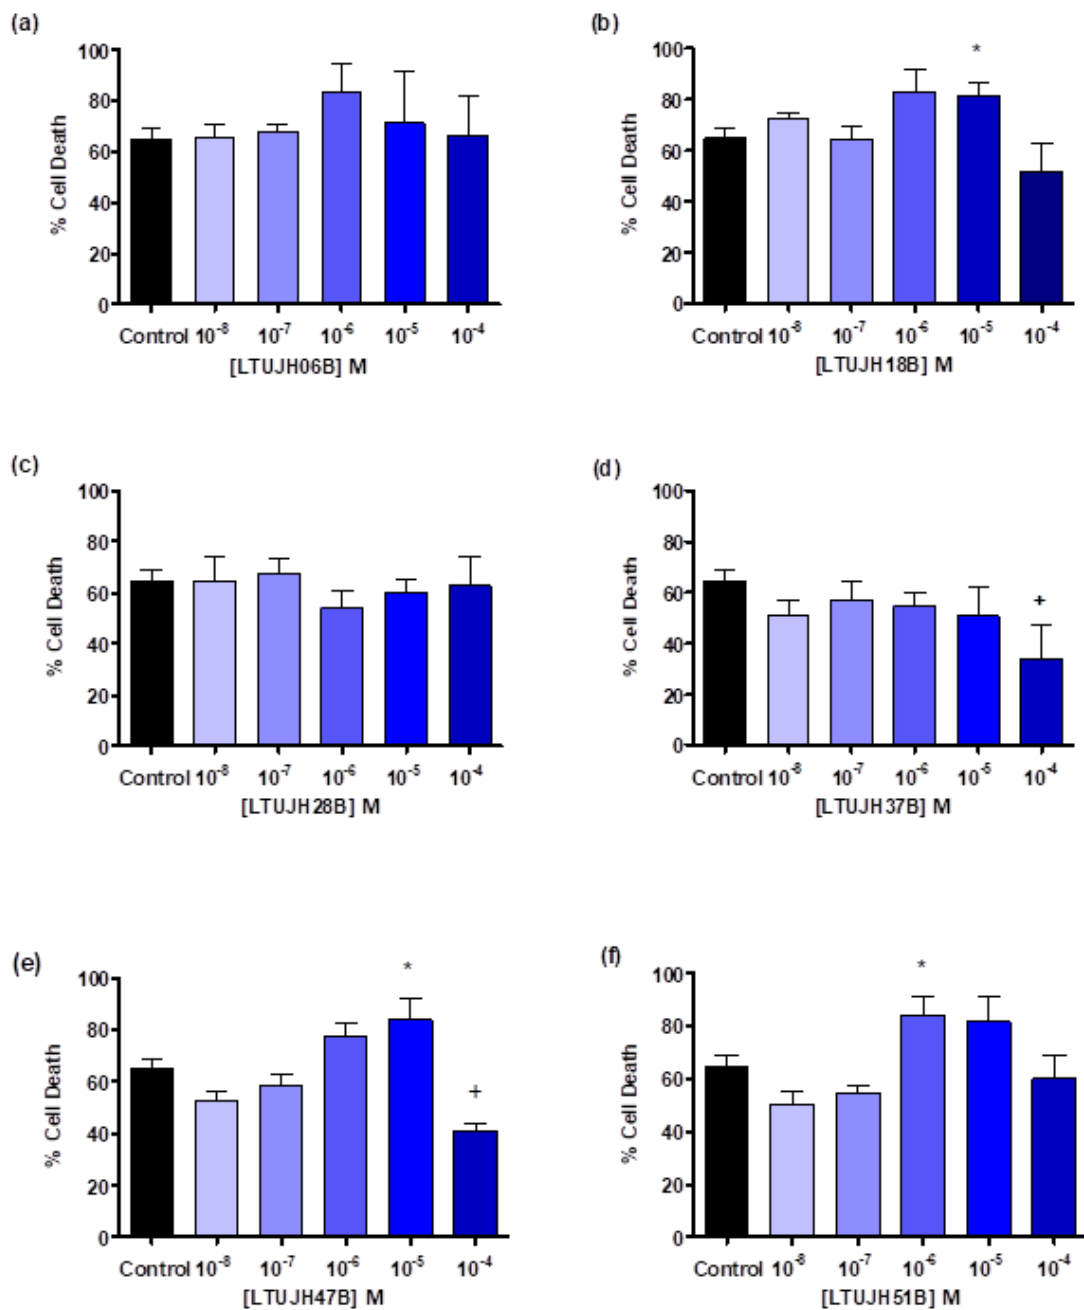 (a)
100
80
60
40
20
0
% Cell Death
Control 10⁻⁸ 10⁻⁷ 10⁻⁶ 10⁻⁵ 10⁻⁴
[LTUJH06B] M
(b)
*
100
80
60
40
20
0
% Cell Death
Control 10⁻⁸ 10⁻⁷ 10⁻⁶ 10⁻⁵ 10⁻⁴
[LTUJH18B] M
(c)
100
80
60
40
20
0
% Cell Death
Control 10⁻⁸ 10⁻⁷ 10⁻⁶ 10⁻⁵ 10⁻⁴
[LTUJH28B] M
(d)
100
80
60
40
20
0
% Cell Death
+
Control 10⁻⁸ 10⁻⁷ 10⁻⁶ 10⁻⁵ 10⁻⁴
[LTUJH37B] M
(e)
*
100
80
60
40
20
0
% Cell Death
+
Control 10⁻⁸ 10⁻⁷ 10⁻⁶ 10⁻⁵ 10⁻⁴
[LTUJH47B] M
(f)
*
100
80
60
40
20
0
% Cell Death
Control 10⁻⁸ 10⁻⁷ 10⁻⁶ 10⁻⁵ 10⁻⁴
[LTUJH51B] M